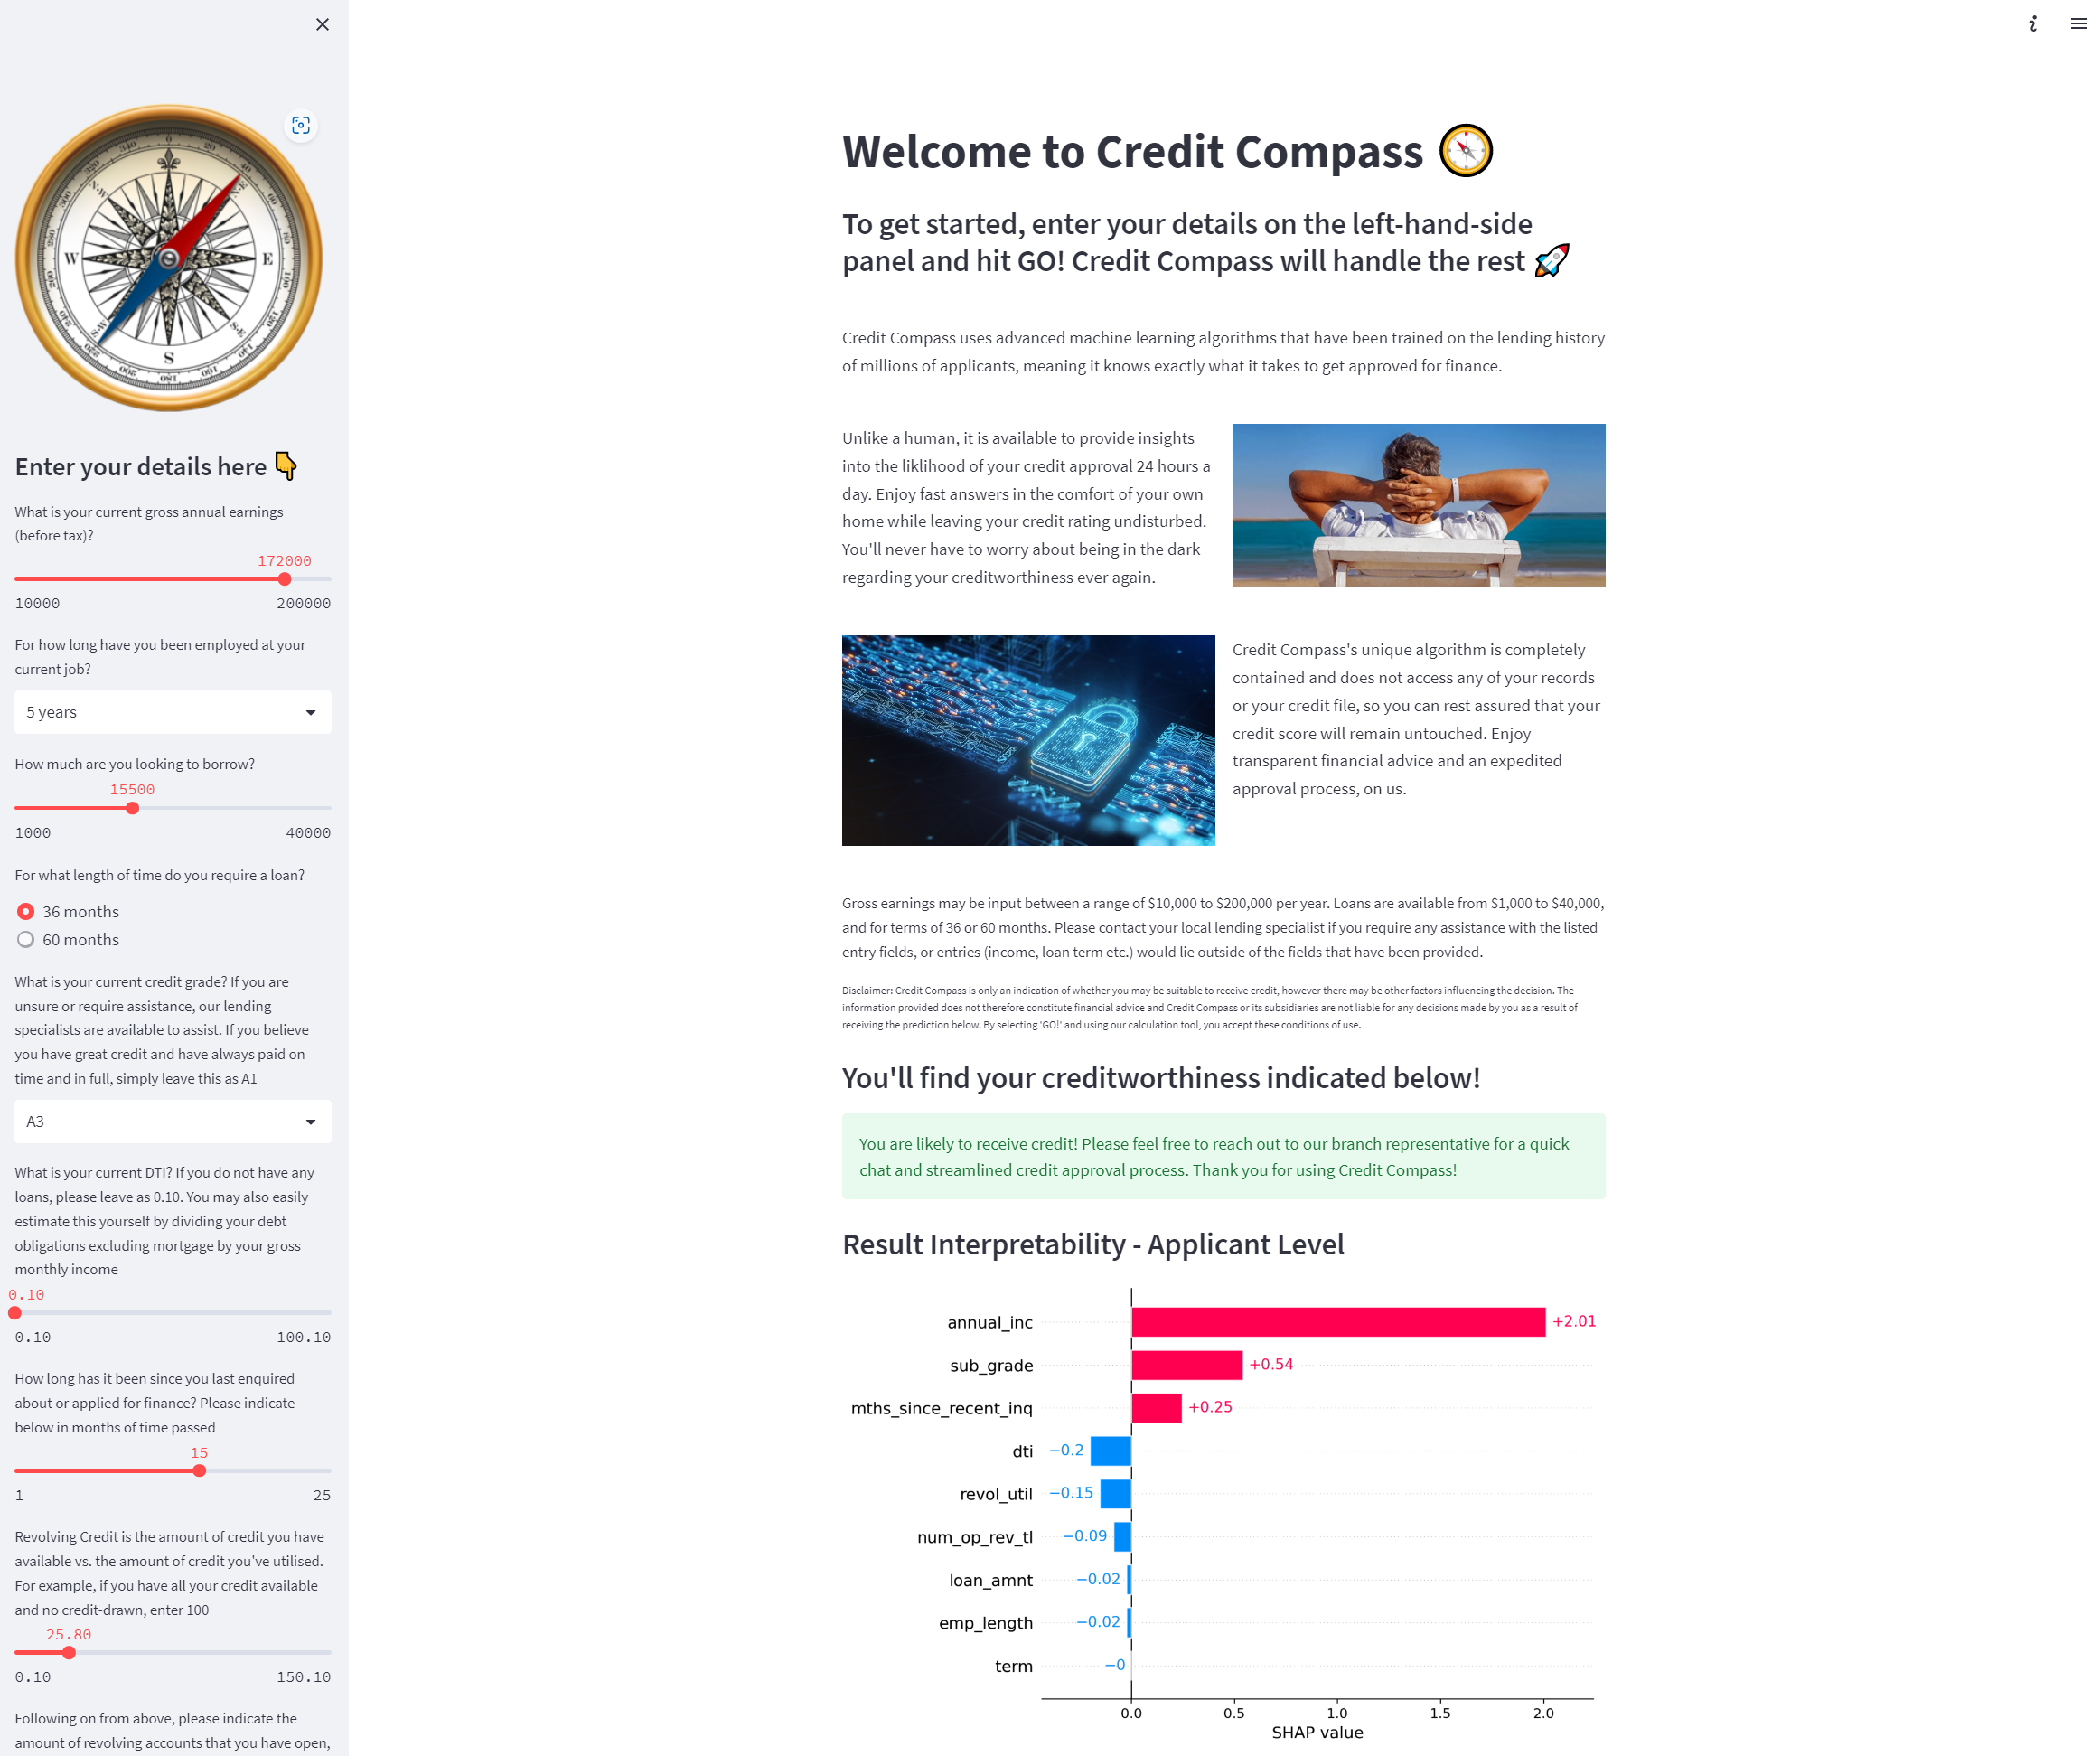 Enter your details here
What is your current gross annual earnings
(before tax)?
172000
10000 200000
For how long have you been employed at your
current job?
5 years
How much are you looking to borrow?
15500
1000 40000
For what length of time do you require a loan?
36 months
60 months
What is your current credit grade? If you are
unsure or require assistance, our lending
specialists are available to assist. If you believe
you have great credit and have always paid on
time and in full, simply leave this as A1
A3
What is your current DTI? If you do not have any
loans, please leave as 0.10. You may also easily
estimate this yourself by dividing your debt
obligations excluding mortgage by your gross
monthly income
0.10
0.10 100.10
How long has it been since you last enquired
about or applied for finance? Please indicate
below in months of time passed
15
1 25
Revolving Credit is the amount of credit you have
available vs. the amount of credit you've utilised.
For example, if you have all your credit available
and no credit-drawn, enter 100
25.80
0.10 150.10
Following on from above, please indicate the
amount of revolving accounts that you have open,
Welcome to Credit Compass
To get started, enter your details on the left-hand-side
panel and hit GO! Credit Compass will handle the rest
Credit Compass uses advanced machine learning algorithms that have been trained on the lending history
of millions of applicants, meaning it knows exactly what it takes to get approved for finance.
Unlike a human, it is available to provide insights
into the liklihood of your credit approval 24 hours a
day. Enjoy fast answers in the comfort of your own
home while leaving your credit rating undisturbed.
You'll never have to worry about being in the dark
regarding your creditworthiness ever again.
Credit Compass's unique algorithm is completely
contained and does not access any of your records
or your credit file, so you can rest assured that your
credit score will remain untouched. Enjoy
transparent financial advice and an expedited
approval process, on us.
Gross earnings may be input between a range of $10,000 to $200,000 per year. Loans are available from $1,000 to $40,000,
and for terms of 36 or 60 months. Please contact your local lending specialist if you require any assistance with the listed
entry fields, or entries (income, loan term etc.) would lie outside of the fields that have been provided.
Disclaimer: Credit Compass is only an indication of whether you may be suitable to receive credit, however there may be other factors influencing the decision. The
information provided does not therefore constitute financial advice and Credit Compass or its subsidiaries are not liable for any decisions made by you as a result of
receiving the prediction below. By selecting 'GO!' and using our calculation tool, you accept these conditions of use.
You'll find your creditworthiness indicated below!
You are likely to receive credit! Please feel free to reach out to our branch representative for a quick
chat and streamlined credit approval process. Thank you for using Credit Compass!
Result Interpretability - Applicant Level
annual_inc +2.01
sub_grade +0.54
mths_since_recent_inq +0.25
dti −0.2
revol_util −0.15
num_op_rev_tl −0.09
loan_amnt −0.02
emp_length −0.02
term −0
0.0 0.5 1.0 1.5 2.0
SHAP value